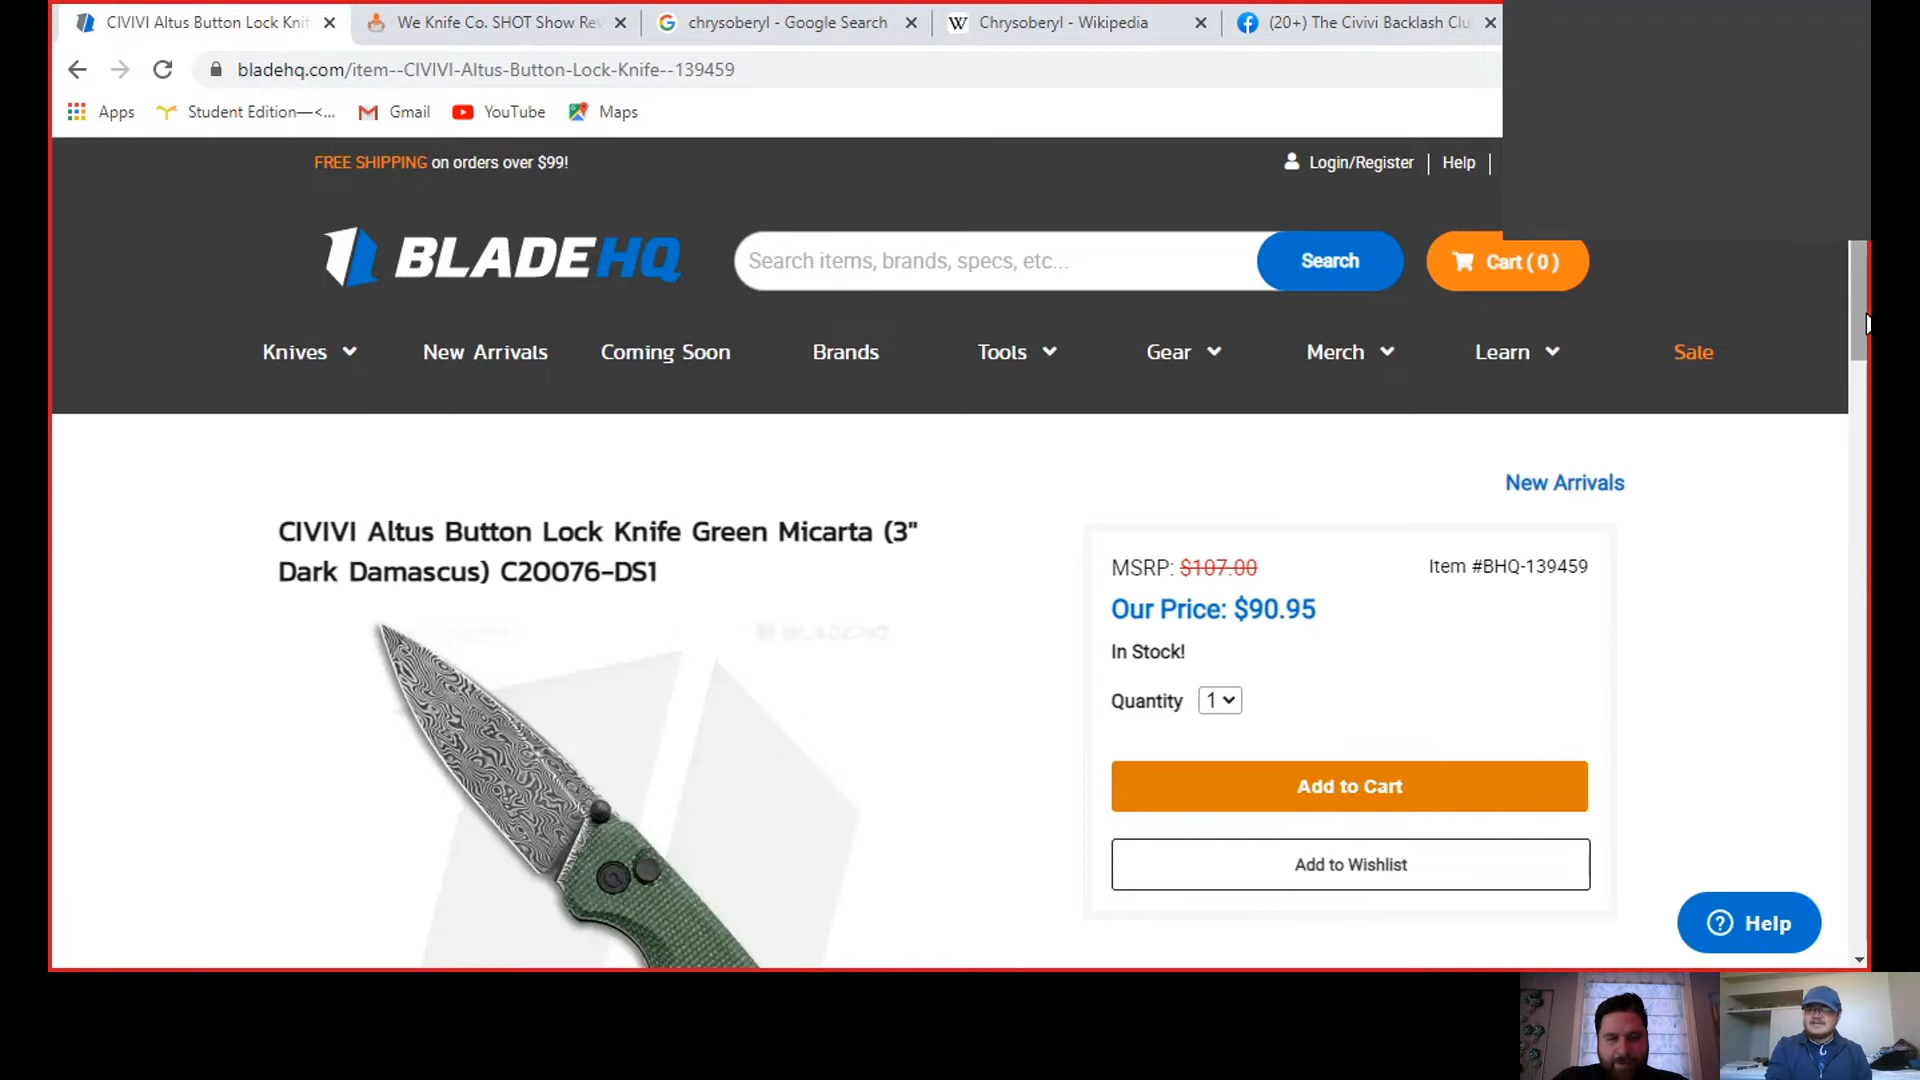 CIVIVI Altus Button Lock Knif
We Knife Co. SHOT Show Re
chrysoberyl - Google Search
Chrysoberyl - Wikipedia
(20+) The Civivi Backlash Clu
bladehq.com/item--CIVIVI-Altus-Button-Lock-Knife--139459
Apps
Student Edition—<...
Gmail
YouTube
Maps
FREE SHIPPING on orders over $99!
Login/Register
Help
BLADEHQ
Search items, brands, specs, etc...
Search
Cart ( 0 )
Knives
New Arrivals
Coming Soon
Brands
Tools
Gear
Merch
Learn
Sale
New Arrivals
CIVIVI Altus Button Lock Knife Green Micarta (3"
Dark Damascus) C20076-DS1
MSRP: $107.00
Item #BHQ-139459
Our Price: $90.95
In Stock!
Quantity
1
Add to Cart
Add to Wishlist
Help